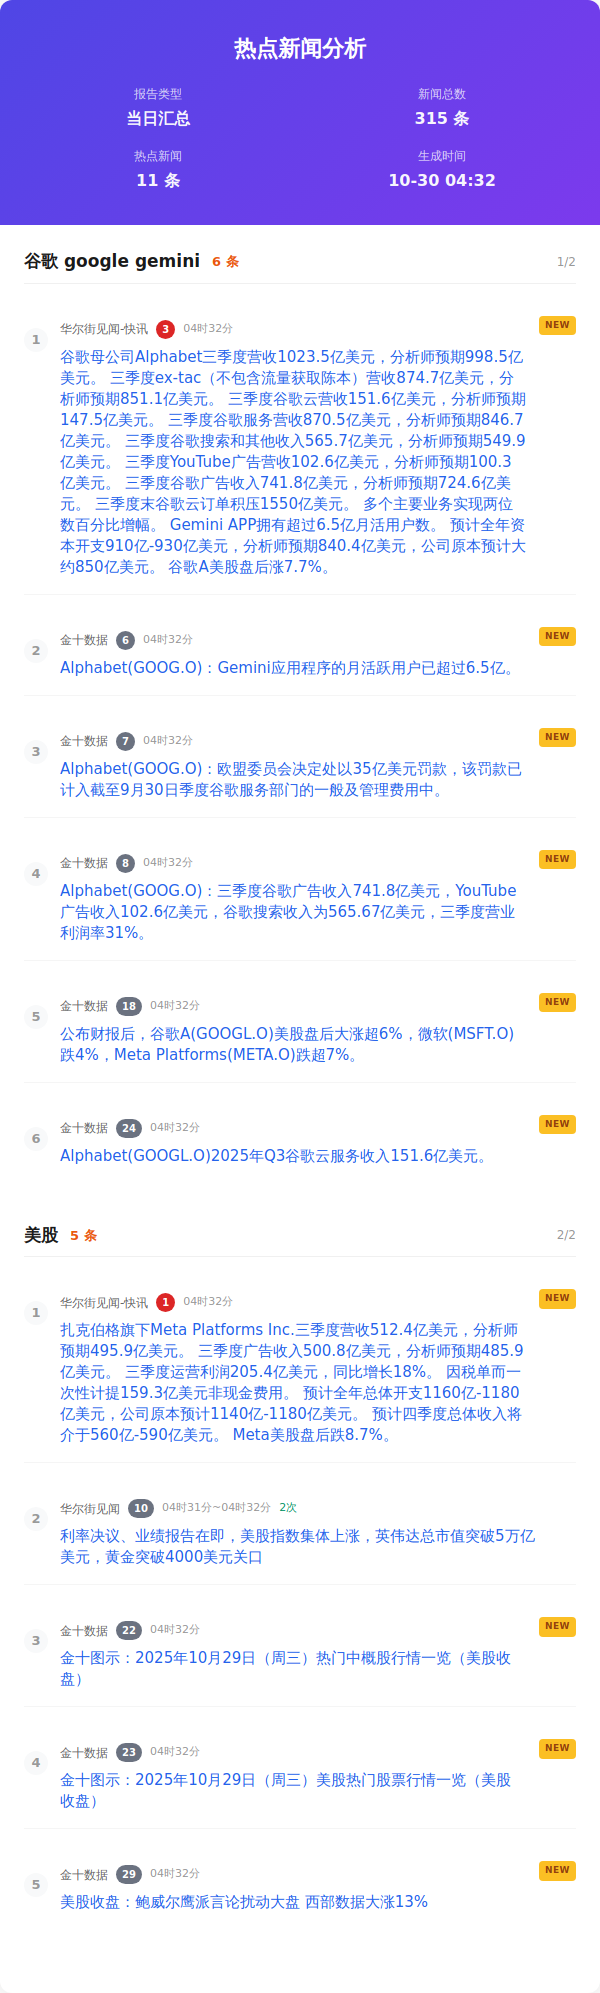 热点新闻分析
报告类型
新闻总数
当日汇总
315 条
热点新闻
生成时间
11 条
10-30 04:32
谷歌 google gemini 6 条 1/2
1
华尔街见闻-快讯 3 04时32分 NEW
谷歌母公司Alphabet三季度营收1023.5亿美元，分析师预期998.5亿
美元。 三季度ex-tac（不包含流量获取陈本）营收874.7亿美元，分
析师预期851.1亿美元。 三季度谷歌云营收151.6亿美元，分析师预期
147.5亿美元。 三季度谷歌服务营收870.5亿美元，分析师预期846.7
亿美元。 三季度谷歌搜索和其他收入565.7亿美元，分析师预期549.9
亿美元。 三季度YouTube广告营收102.6亿美元，分析师预期100.3
亿美元。 三季度谷歌广告收入741.8亿美元，分析师预期724.6亿美
元。 三季度末谷歌云订单积压1550亿美元。 多个主要业务实现两位
数百分比增幅。 Gemini APP拥有超过6.5亿月活用户数。 预计全年资
本开支910亿-930亿美元，分析师预期840.4亿美元，公司原本预计大
约850亿美元。 谷歌A美股盘后涨7.7%。
2
金十数据 6 04时32分 NEW
Alphabet(GOOG.O)：Gemini应用程序的月活跃用户已超过6.5亿。
3
金十数据 7 04时32分 NEW
Alphabet(GOOG.O)：欧盟委员会决定处以35亿美元罚款，该罚款已
计入截至9月30日季度谷歌服务部门的一般及管理费用中。
4
金十数据 8 04时32分 NEW
Alphabet(GOOG.O)：三季度谷歌广告收入741.8亿美元，YouTube
广告收入102.6亿美元，谷歌搜索收入为565.67亿美元，三季度营业
利润率31%。
5
金十数据 18 04时32分 NEW
公布财报后，谷歌A(GOOGL.O)美股盘后大涨超6%，微软(MSFT.O)
跌4%，Meta Platforms(META.O)跌超7%。
6
金十数据 24 04时32分 NEW
Alphabet(GOOGL.O)2025年Q3谷歌云服务收入151.6亿美元。
美股 5 条 2/2
1
华尔街见闻-快讯 1 04时32分 NEW
扎克伯格旗下Meta Platforms Inc.三季度营收512.4亿美元，分析师
预期495.9亿美元。 三季度广告收入500.8亿美元，分析师预期485.9
亿美元。 三季度运营利润205.4亿美元，同比增长18%。 因税单而一
次性计提159.3亿美元非现金费用。 预计全年总体开支1160亿-1180
亿美元，公司原本预计1140亿-1180亿美元。 预计四季度总体收入将
介于560亿-590亿美元。 Meta美股盘后跌8.7%。
2
华尔街见闻 10 04时31分~04时32分 2次
利率决议、业绩报告在即，美股指数集体上涨，英伟达总市值突破5万亿
美元，黄金突破4000美元关口
3
金十数据 22 04时32分 NEW
金十图示：2025年10月29日（周三）热门中概股行情一览（美股收
盘）
4
金十数据 23 04时32分 NEW
金十图示：2025年10月29日（周三）美股热门股票行情一览（美股
收盘）
5
金十数据 29 04时32分 NEW
美股收盘：鲍威尔鹰派言论扰动大盘 西部数据大涨13%